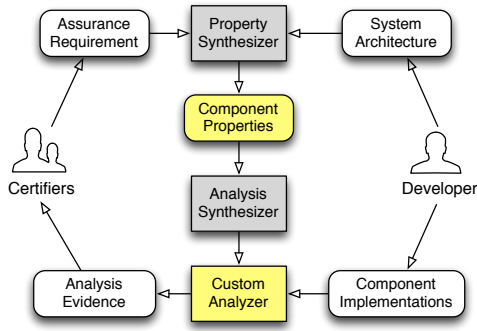 Assurance
Requirement
Property
Synthesizer
System
Architecture
Component
Properties
Certifiers
Analysis
Synthesizer
Developer
Analysis
Evidence
Custom
Analyzer
Component
Implementations